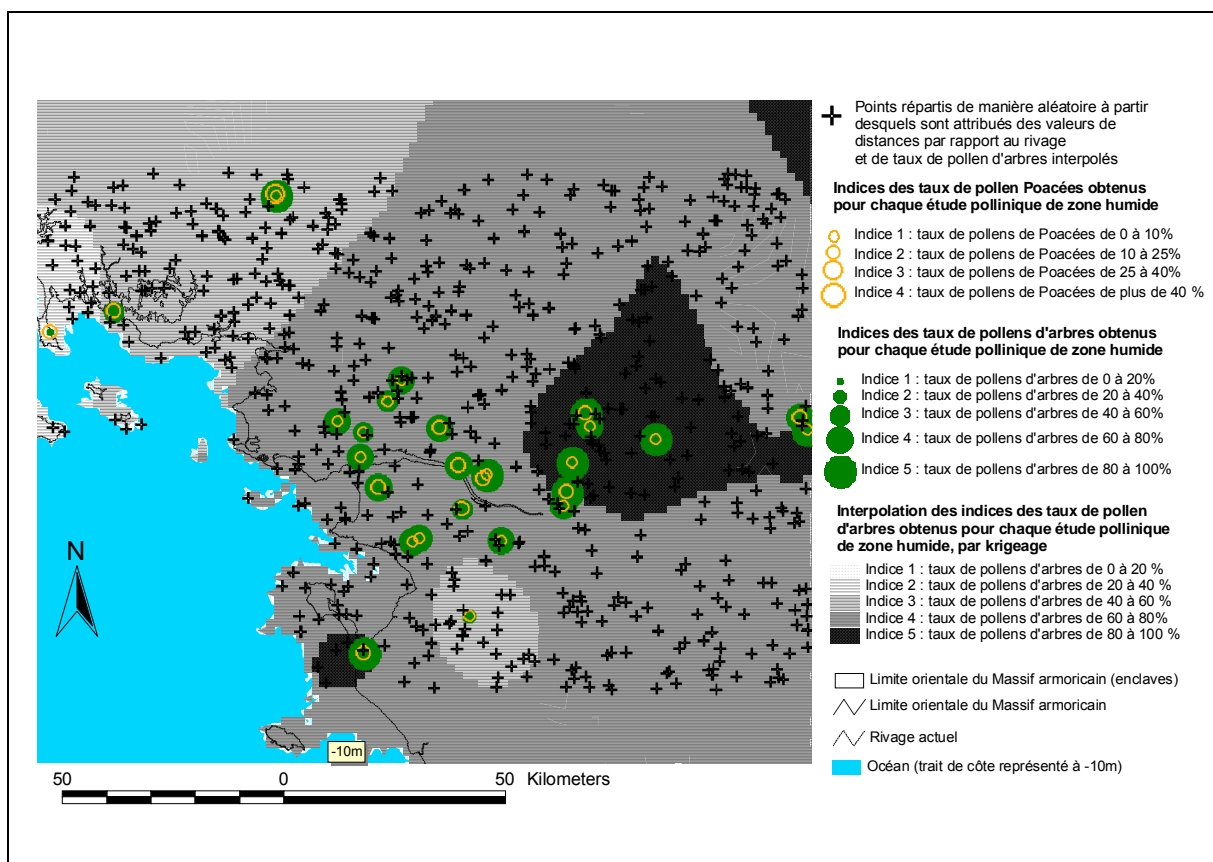 Points répartis de manière aléatoire à partir
desquels sont attribués des valeurs de
distances par rapport au rivage
et de taux de pollen d'arbres interpolés
Indices des taux de pollen Poacées obtenus
pour chaque étude pollinique de zone humide
Indice 1 : taux de pollens de Poacées de 0 à 10%
Indice 2 : taux de pollens de Poacées de 10 à 25%
Indice 3 : taux de pollens de Poacées de 25 à 40%
Indice 4 : taux de pollens de Poacées de plus de 40 %
Indices des taux de pollens d'arbres obtenus
pour chaque étude pollinique de zone humide
Indice 1 : taux de pollens d'arbres de 0 à 20%
Indice 2 : taux de pollens d'arbres de 20 à 40%
Indice 3 : taux de pollens d'arbres de 40 à 60%
Indice 4 : taux de pollens d'arbres de 60 à 80%
Indice 5 : taux de pollens d'arbres de 80 à 100%
Interpolation des indices des taux de pollen
d'arbres obtenus pour chaque étude pollinique
de zone humide, par krigeage
Indice 1 : taux de pollens d'arbres de 0 à 20 %
Indice 2 : taux de pollens d'arbres de 20 à 40 %
Indice 3 : taux de pollens d'arbres de 40 à 60 %
Indice 4 : taux de pollens d'arbres de 60 à 80%
Indice 5 : taux de pollens d'arbres de 80 à 100 %
Limite orientale du Massif armoricain (enclaves)
Limite orientale du Massif armoricain
Rivage actuel
Océan (trait de côte représenté à -10m)
N
-10m
50 0 50 Kilometers